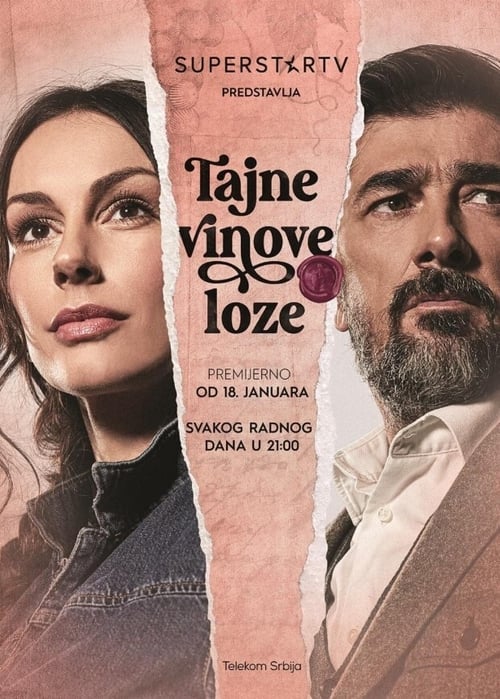 SUPERSTARTV
PREDSTAVLJA
Tajne
vinove
loze
PREMIJERNO
OD 18. JANUARA
SVAKOG RADNOG
DANA U 21:00
Telekom Srbija